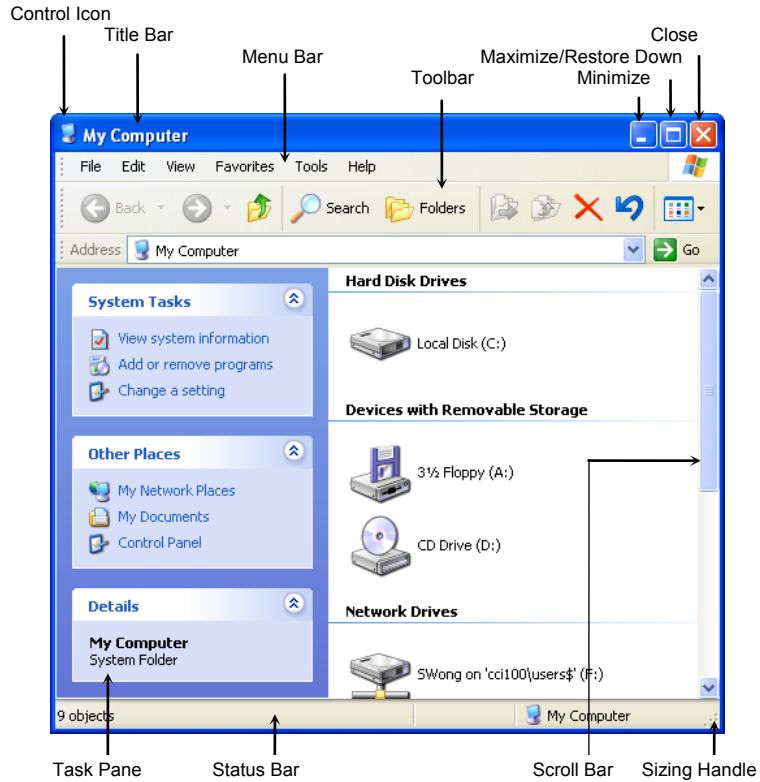 Control Icon
Title Bar
Menu Bar
Toolbar
Close
Maximize/Restore Down
Minimize
My Computer
File Edit View Favorites Tools Help
Back Search Folders
Address My Computer Go
System Tasks
View system information
Add or remove programs
Change a setting
Other Places
My Network Places
My Documents
Control Panel
Details
My Computer
System Folder
Hard Disk Drives
Local Disk (C:)
Devices with Removable Storage
3½ Floppy (A:)
CD Drive (D:)
Network Drives
SWong on 'cci100\users$' (F:)
9 objects My Computer
Task Pane Status Bar Scroll Bar Sizing Handle